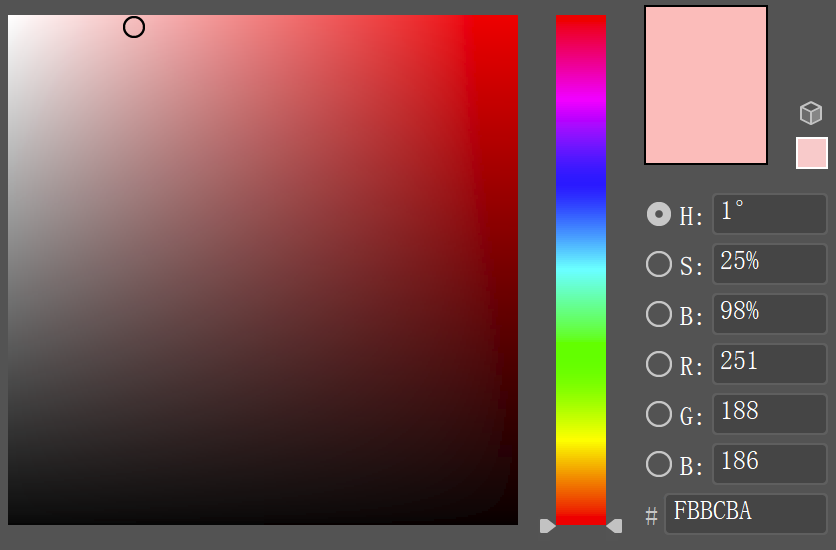 H: 1°
S: 25%
B: 98%
R: 251
G: 188
B: 186
# FBBCBA